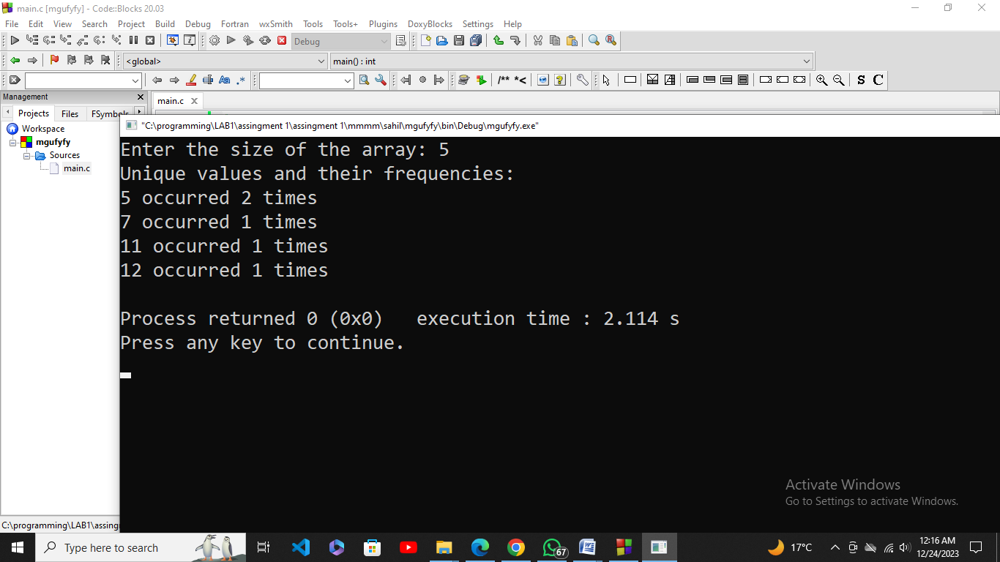 main.c [mgufyfy] - Code::Blocks 20.03
File Edit View Search Project Build Debug Fortran wxSmith Tools Tools+ Plugins DoxyBlocks Settings Help
Debug
<global> main() : int
/** *< S C
Management
main.c
Projects Files FSymbols
Workspace
mgufyfy
Sources
main.c
"C:\programming\LAB1\assingment 1\assingment 1\mmmm\sahil\mgufyfy\bin\Debug\mgufyfy.exe"
Enter the size of the array: 5
Unique values and their frequencies:
5 occurred 2 times
7 occurred 1 times
11 occurred 1 times
12 occurred 1 times
Process returned 0 (0x0) execution time : 2.114 s
Press any key to continue.
Activate Windows
Go to Settings to activate Windows.
C:\programming\LAB1\assing
Type here to search
67
17°C
12:16 AM
12/24/2023